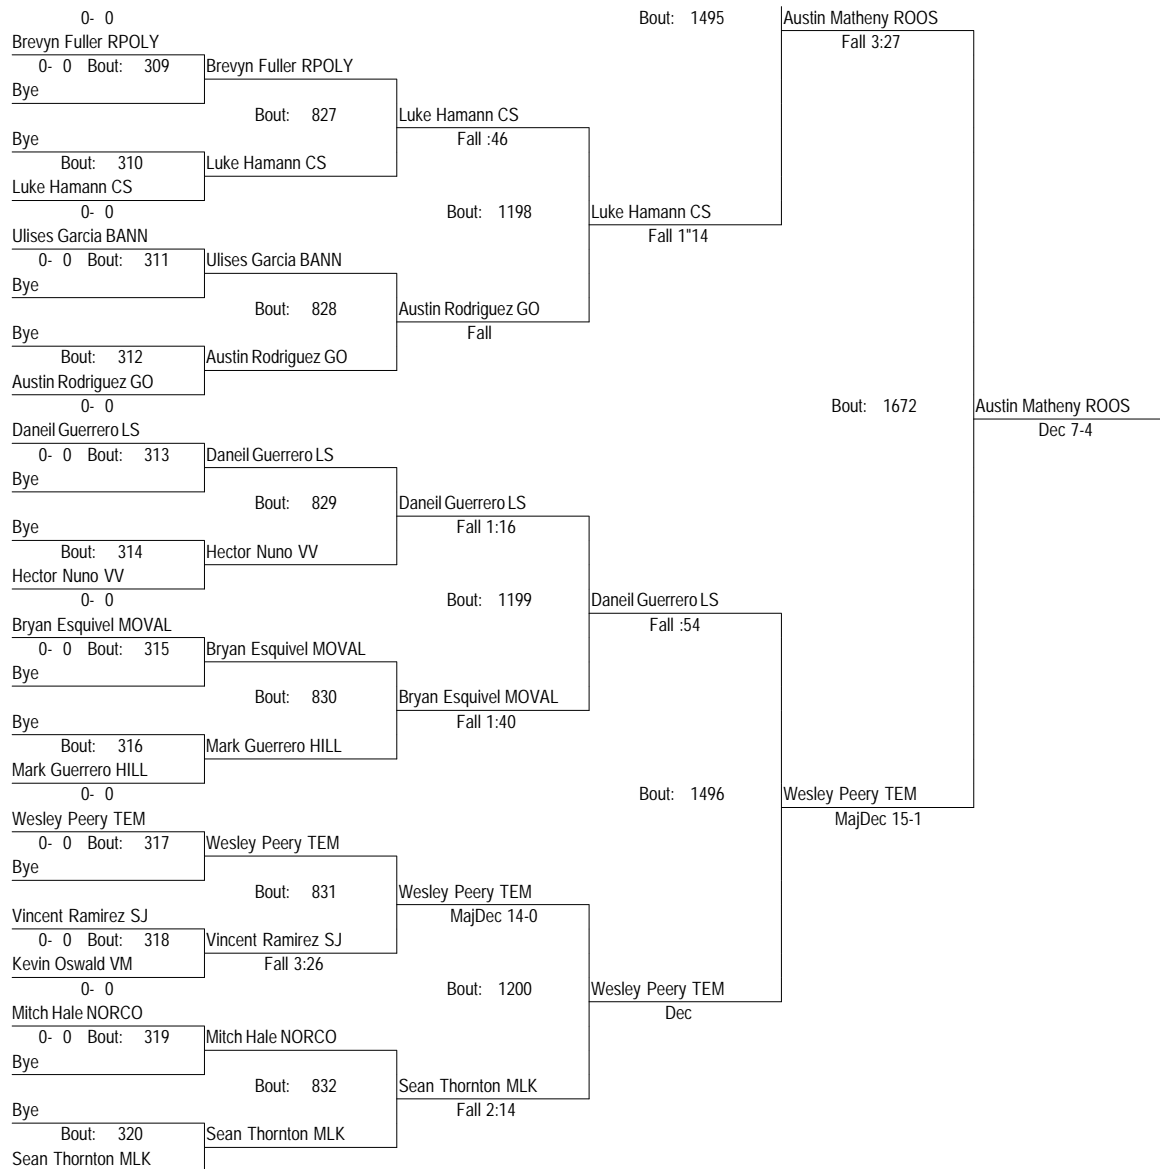 0- 0 Bout: 1495 Austin Matheny ROOS
Brevyn Fuller RPOLY Fall 3:27
0- 0 Bout: 309 Brevyn Fuller RPOLY
Bye
Bout: 827 Luke Hamann CS
Bye Fall :46
Bout: 310 Luke Hamann CS
Luke Hamann CS
0- 0 Bout: 1198 Luke Hamann CS
Ulises Garcia BANN Fall 1"14
0- 0 Bout: 311 Ulises Garcia BANN
Bye
Bout: 828 Austin Rodriguez GO
Bye Fall
Bout: 312 Austin Rodriguez GO
Austin Rodriguez GO
0- 0 Bout: 1672 Austin Matheny ROOS
Daneil Guerrero LS Dec 7-4
0- 0 Bout: 313 Daneil Guerrero LS
Bye
Bout: 829 Daneil Guerrero LS
Bye Fall 1:16
Bout: 314 Hector Nuno VV
Hector Nuno VV
0- 0 Bout: 1199 Daneil Guerrero LS
Bryan Esquivel MOVAL Fall :54
0- 0 Bout: 315 Bryan Esquivel MOVAL
Bye
Bout: 830 Bryan Esquivel MOVAL
Bye Fall 1:40
Bout: 316 Mark Guerrero HILL
Mark Guerrero HILL
0- 0 Bout: 1496 Wesley Peery TEM
Wesley Peery TEM MajDec 15-1
0- 0 Bout: 317 Wesley Peery TEM
Bye
Bout: 831 Wesley Peery TEM
Vincent Ramirez SJ MajDec 14-0
0- 0 Bout: 318 Vincent Ramirez SJ
Kevin Oswald VM Fall 3:26
0- 0 Bout: 1200 Wesley Peery TEM
Mitch Hale NORCO Dec
0- 0 Bout: 319 Mitch Hale NORCO
Bye
Bout: 832 Sean Thornton MLK
Bye Fall 2:14
Bout: 320 Sean Thornton MLK
Sean Thornton MLK